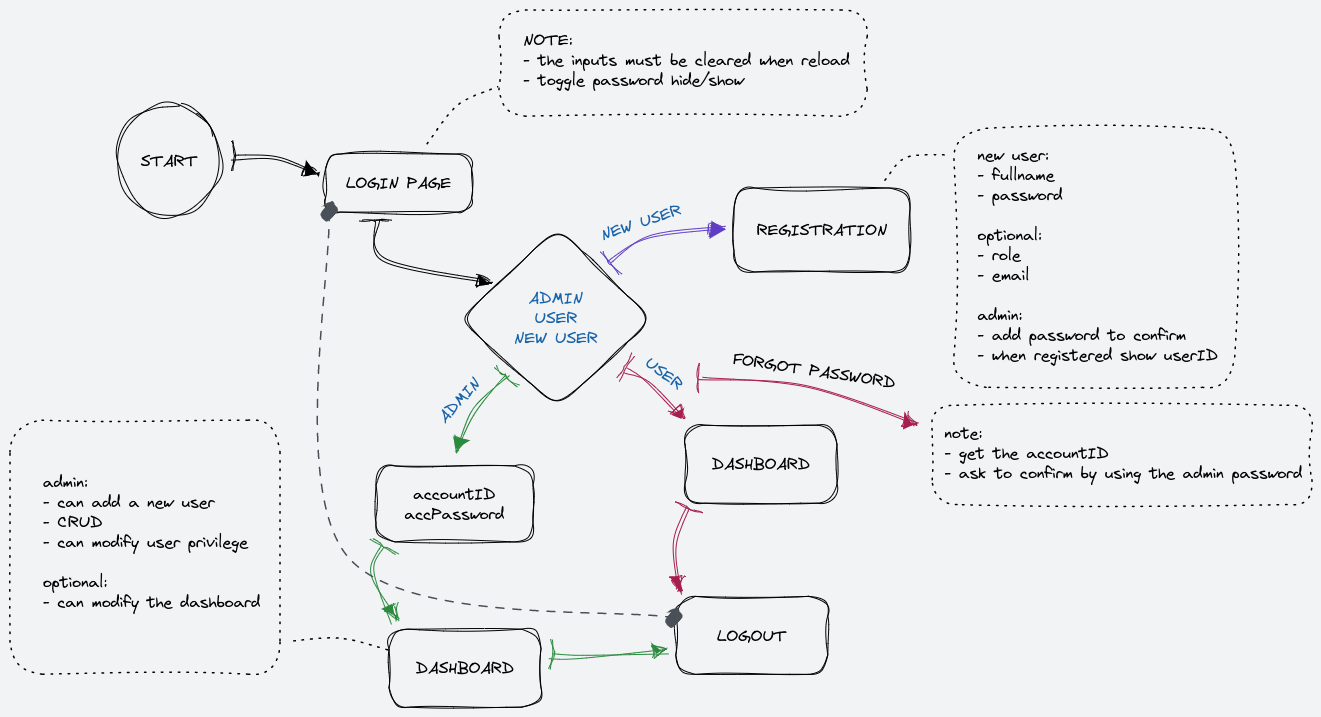 NOTE:
- the inputs must be cleared when reload
- toggle password hide/show
START
LOGIN PAGE
new user:
- fullname
- password
optional:
- role
- email
admin:
- add password to confirm
- when registered show userID
NEW USER
REGISTRATION
ADMIN
USER
NEW USER
FORGOT PASSWORD
USER
ADMIN
note:
- get the accountID
- ask to confirm by using the admin password
DASHBOARD
admin:
- can add a new user
- CRUD
- can modify user privilege
optional:
- can modify the dashboard
accountID
accPassword
LOGOUT
DASHBOARD